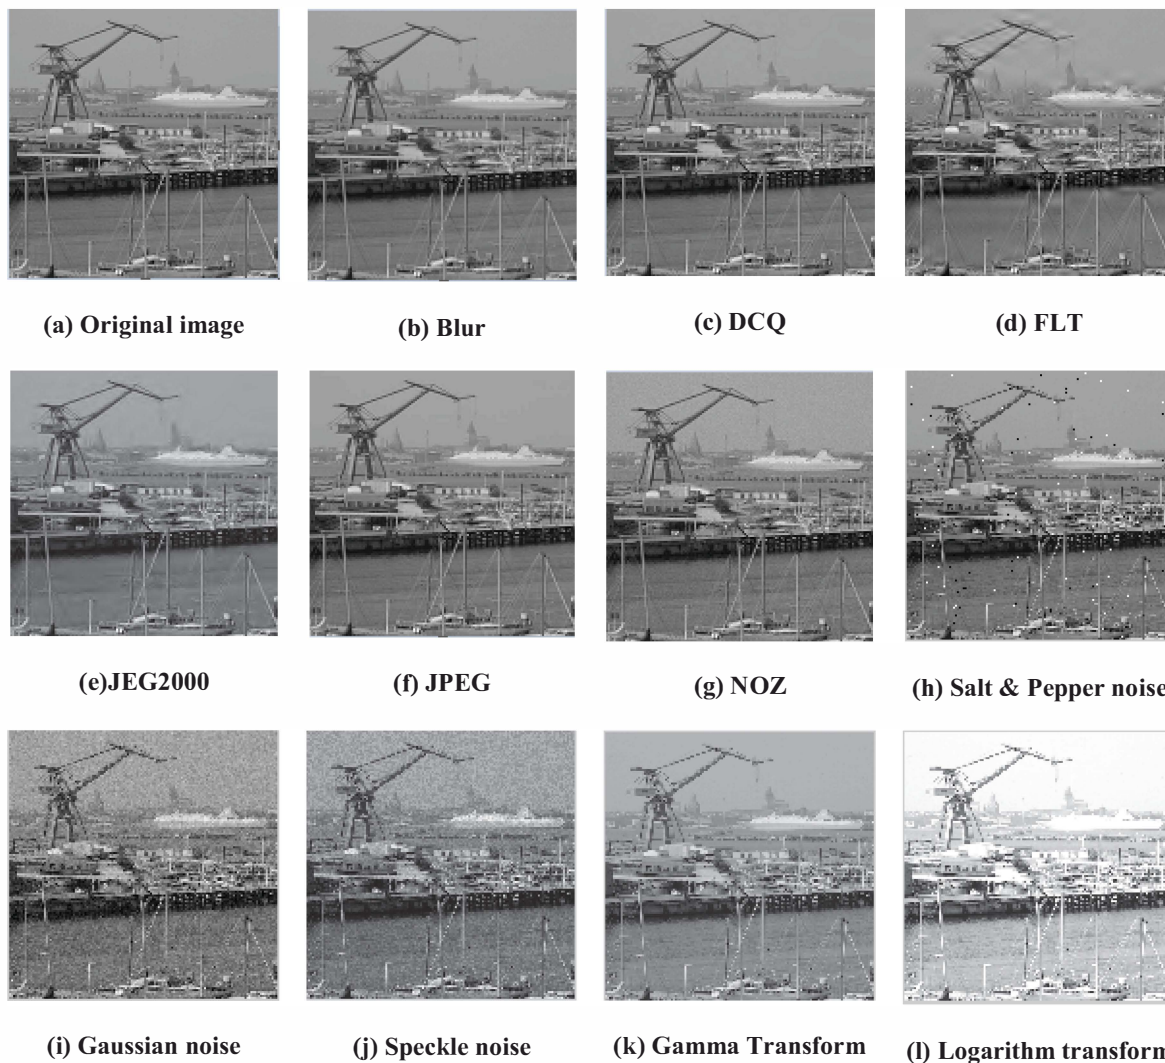 (a) Original image
(b) Blur
(c) DCQ
(d) FLT
(e)JEG2000
(f) JPEG
(g) NOZ
(h) Salt & Pepper noise
(i) Gaussian noise
(j) Speckle noise
(k) Gamma Transform
(l) Logarithm transform